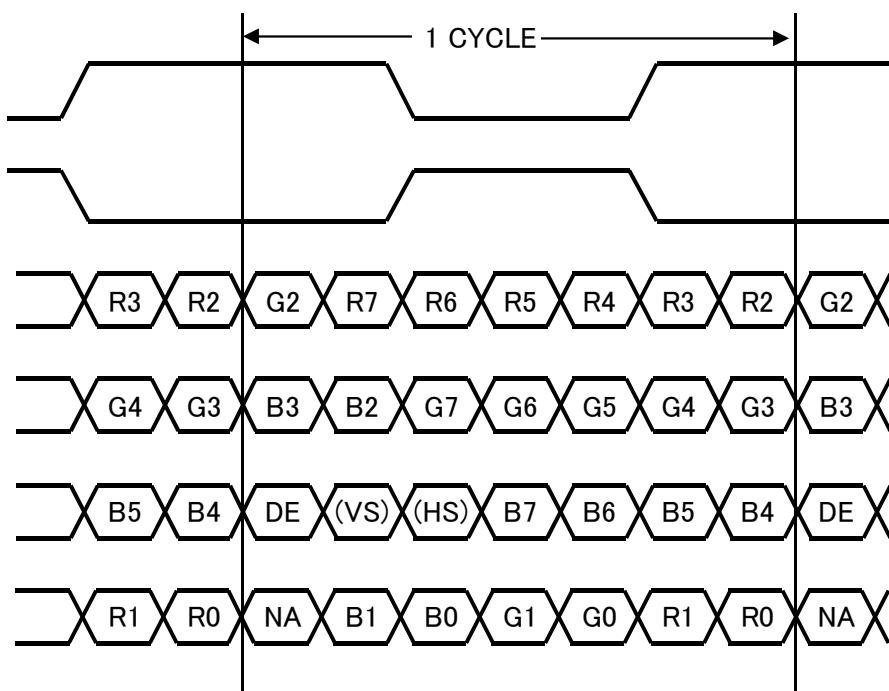 1 CYCLE
R3 R2 G2 R7 R6 R5 R4 R3 R2 G2
G4 G3 B3 B2 G7 G6 G5 G4 G3 B3
B5 B4 DE (VS) (HS) B7 B6 B5 B4 DE
R1 R0 NA B1 B0 G1 G0 R1 R0 NA